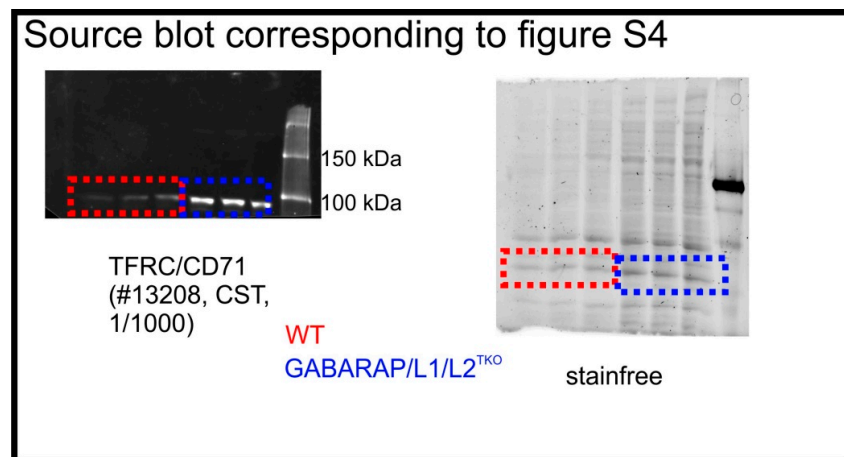 Source blot corresponding to figure S4
150 kDa
100 kDa
TFRC/CD71
(#13208, CST,
1/1000)
WT
GABARAP/L1/L2TKO
stainfree